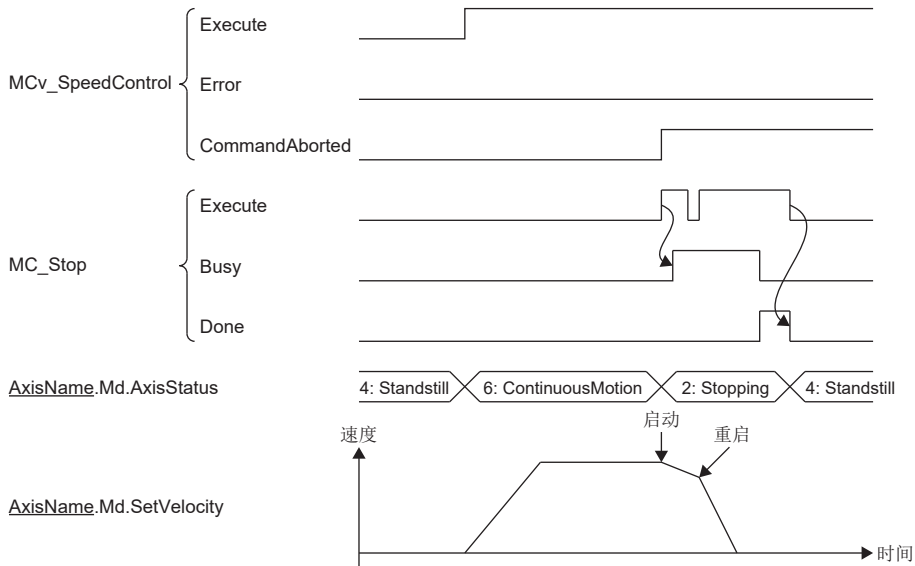 Execute
MCv_SpeedControl
Error
CommandAborted
Execute
MC_Stop
Busy
Done
AxisName.Md.AxisStatus
4: Standstill
6: ContinuousMotion
2: Stopping
4: Standstill
启动
速度
重启
AxisName.Md.SetVelocity
时间